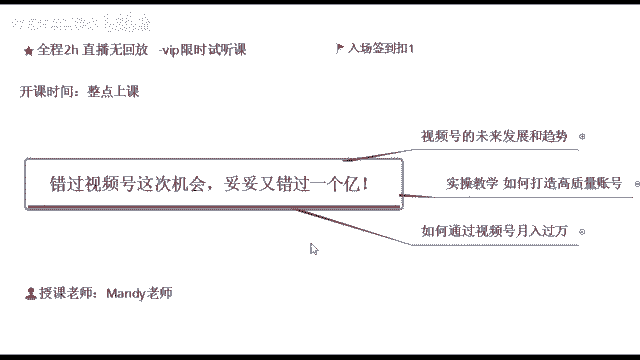 全程2h 直播无回放 -vip限时试听课
入场签到扣1
开课时间：整点上课
视频号的未来发展和趋势
错过视频号这次机会，妥妥又错过一个亿！
实操教学 如何打造高质量账号
如何通过视频号月入过万
授课老师：Mandy老师